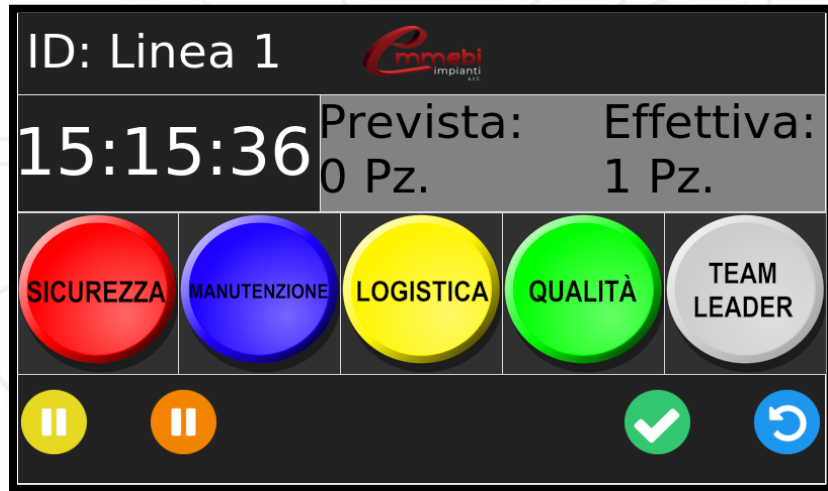 ID: Linea 1
emmebi
impianti
s.r.l.
15:15:36
Prevista: Effettiva:
0 Pz. 1 Pz.
SICUREZZA
MANUTENZIONE
LOGISTICA
QUALITÀ
TEAM
LEADER